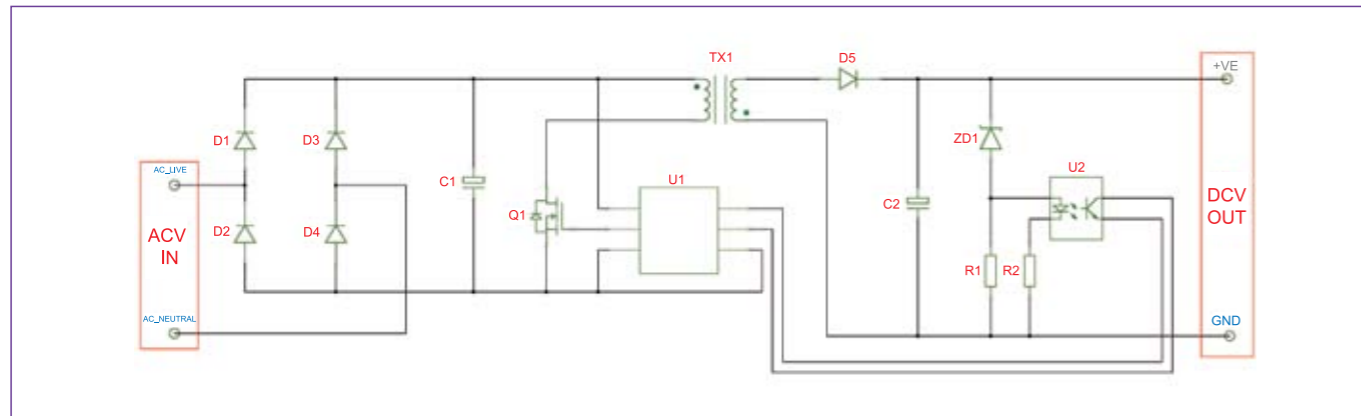 TX1
D5
+VE
D1
D3
ZD1
AC_LIVE
C1
U1
U2
Q1
C2
DCV
OUT
ACV
IN
D2
D4
R1
R2
AC_NEUTRAL
GND